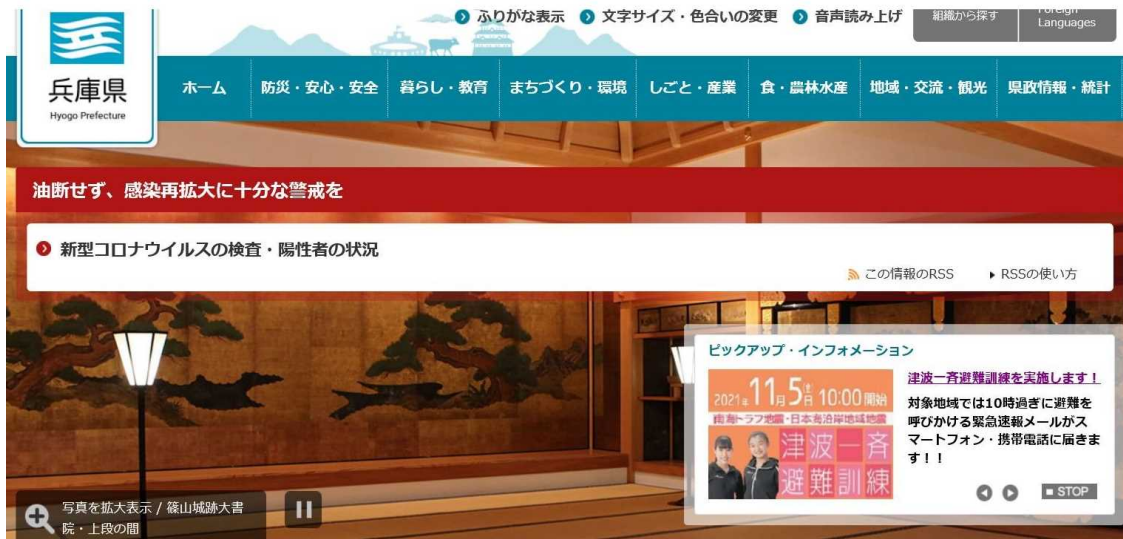 ふりがな表示 文字サイズ・色合いの変更 音声読み上げ 組織から探す Foreign Languages
兵庫県
Hyogo Prefecture
ホーム 防災・安心・安全 暮らし・教育 まちづくり・環境 しごと・産業 食・農林水産 地域・交流・観光 県政情報・統計
油断せず、感染再拡大に十分な警戒を
新型コロナウイルスの検査・陽性者の状況
この情報のRSS RSSの使い方
ピックアップ・インフォメーション
2021年11月5日 10:00開始
南海トラフ地震・日本海沿岸地域地震
津波一斉
避難訓練
津波一斉避難訓練を実施します!
対象地域では10時過ぎに避難を
呼びかける緊急速報メールがス
マートフォン・携帯電話に届きま
す!!
STOP
写真を拡大表示 / 篠山城跡大書
院・上段の間